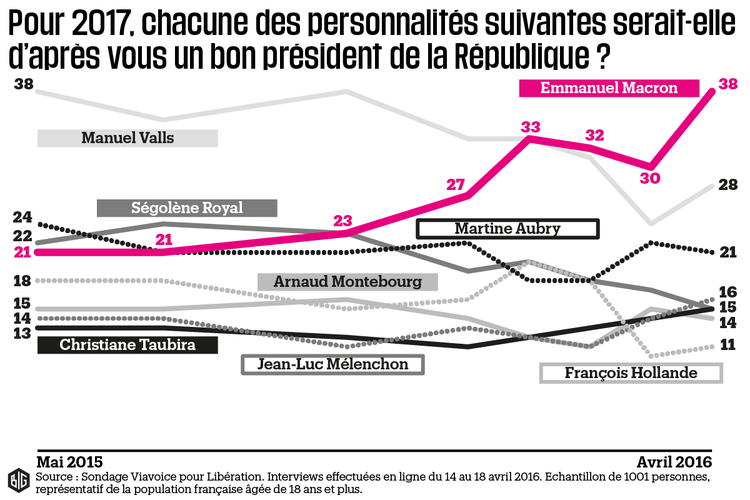 Pour 2017, chacune des personnalités suivantes serait-elle
d'après vous un bon président de la République ?
38
Emmanuel Macron
38
Manuel Valls
33
32
30
27
28
Ségolène Royal
24
22
21
21
23
Martine Aubry
21
18
Arnaud Montebourg
15
14
13
16
15
14
11
Christiane Taubira
Jean-Luc Mélenchon
François Hollande
Mai 2015
Avril 2016
BIG
Source : Sondage Viavoice pour Libération. Interviews effectuées en ligne du 14 au 18 avril 2016. Echantillon de 1001 personnes,
représentatif de la population française âgée de 18 ans et plus.